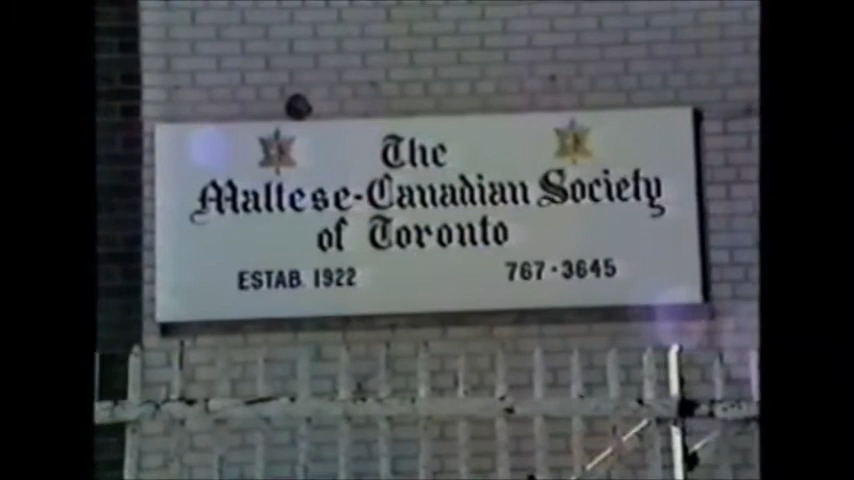 The
Maltese-Canadian Society
of Toronto
ESTAB. 1922 767-3645